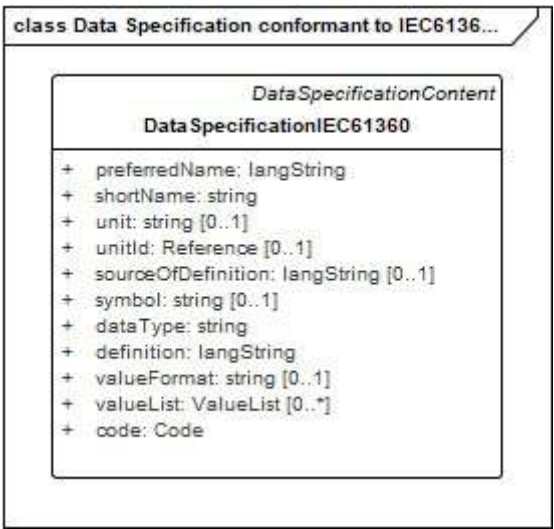 class Data Specification conformant to IEC6136...
DataSpecificationContent
DataSpecificationIEC61360
+ preferredName: langString
+ shortName: string
+ unit: string [0..1]
+ unitId: Reference [0..1]
+ sourceOfDefinition: langString [0..1]
+ symbol: string [0..1]
+ dataType: string
+ definition: langString
+ valueFormat: string [0..1]
+ valueList: ValueList [0..*]
+ code: Code